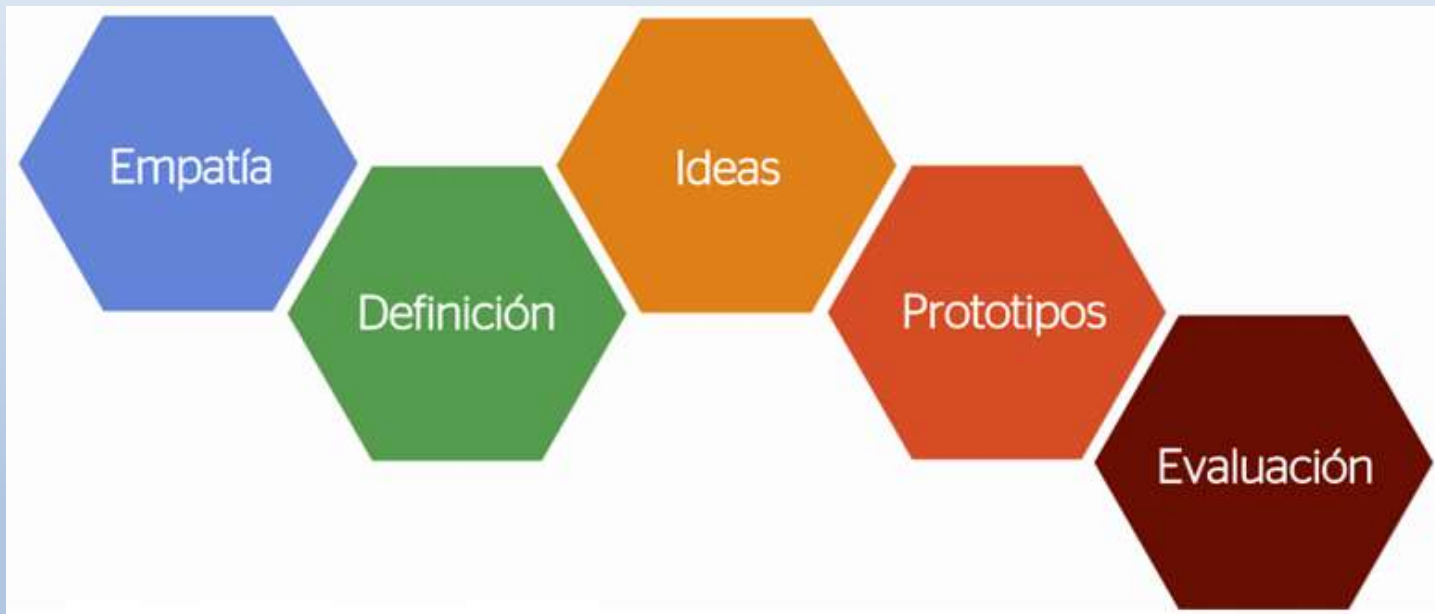 Empatía
Definición
Ideas
Prototipos
Evaluación